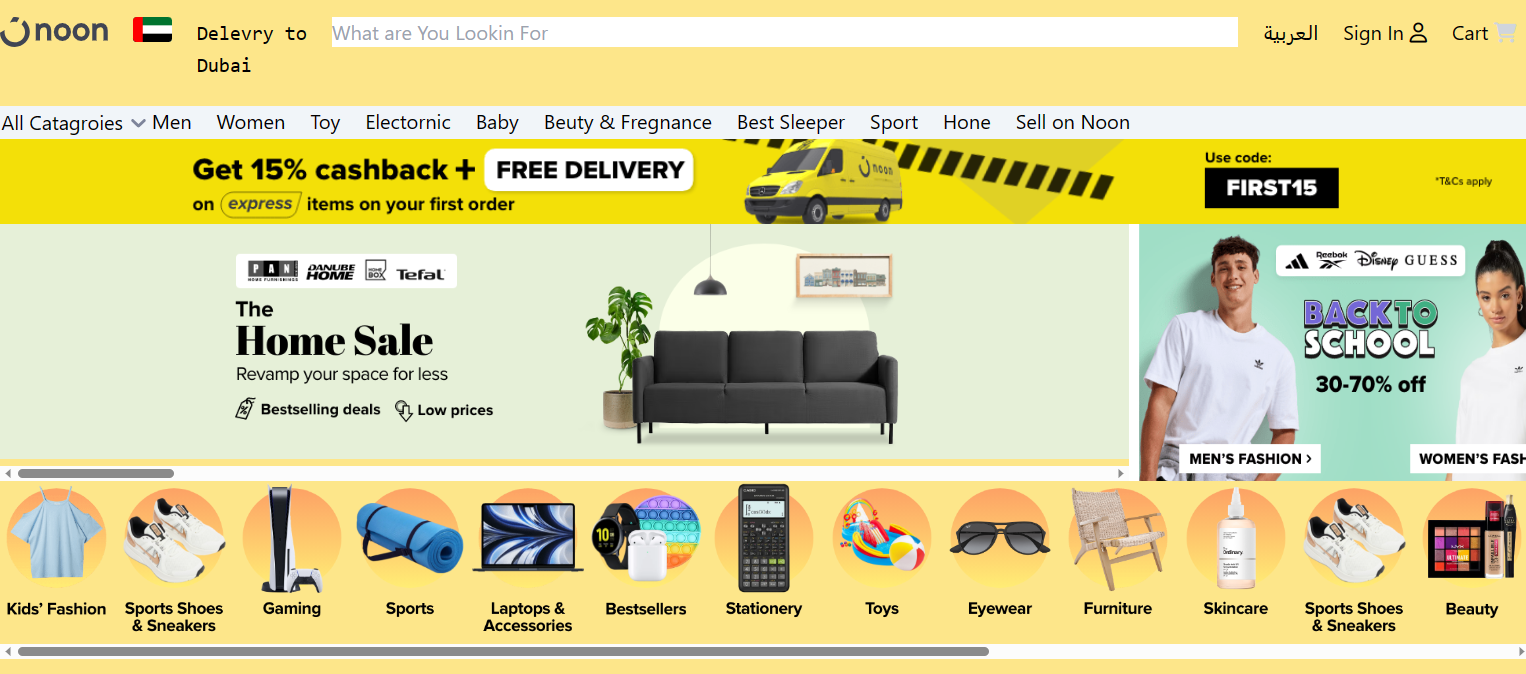 noon
Delevry to
Dubai
What are You Lookin For
العربية
Sign In
Cart
All Catagroies
Men
Women
Toy
Electornic
Baby
Beuty & Fregnance
Best Sleeper
Sport
Hone
Sell on Noon
Get 15% cashback + FREE DELIVERY
on express items on your first order
noon
Use code:
FIRST15
*T&Cs apply
PAN HOME FURNISHINGS
DANUBE HOME
HOME BOX
Tefal
The
Home Sale
Revamp your space for less
Bestselling deals
Low prices
Reebok
Disney
GUESS
BACK TO
SCHOOL
30-70% off
MEN'S FASHION ›
WOMEN'S FASH
Kids' Fashion
Sports Shoes
& Sneakers
Gaming
Sports
Laptops &
Accessories
10
Bestsellers
Stationery
Toys
Eyewear
Furniture
Ordinary.
Skincare
Sports Shoes
& Sneakers
NYX
ULTIMATE
Beauty